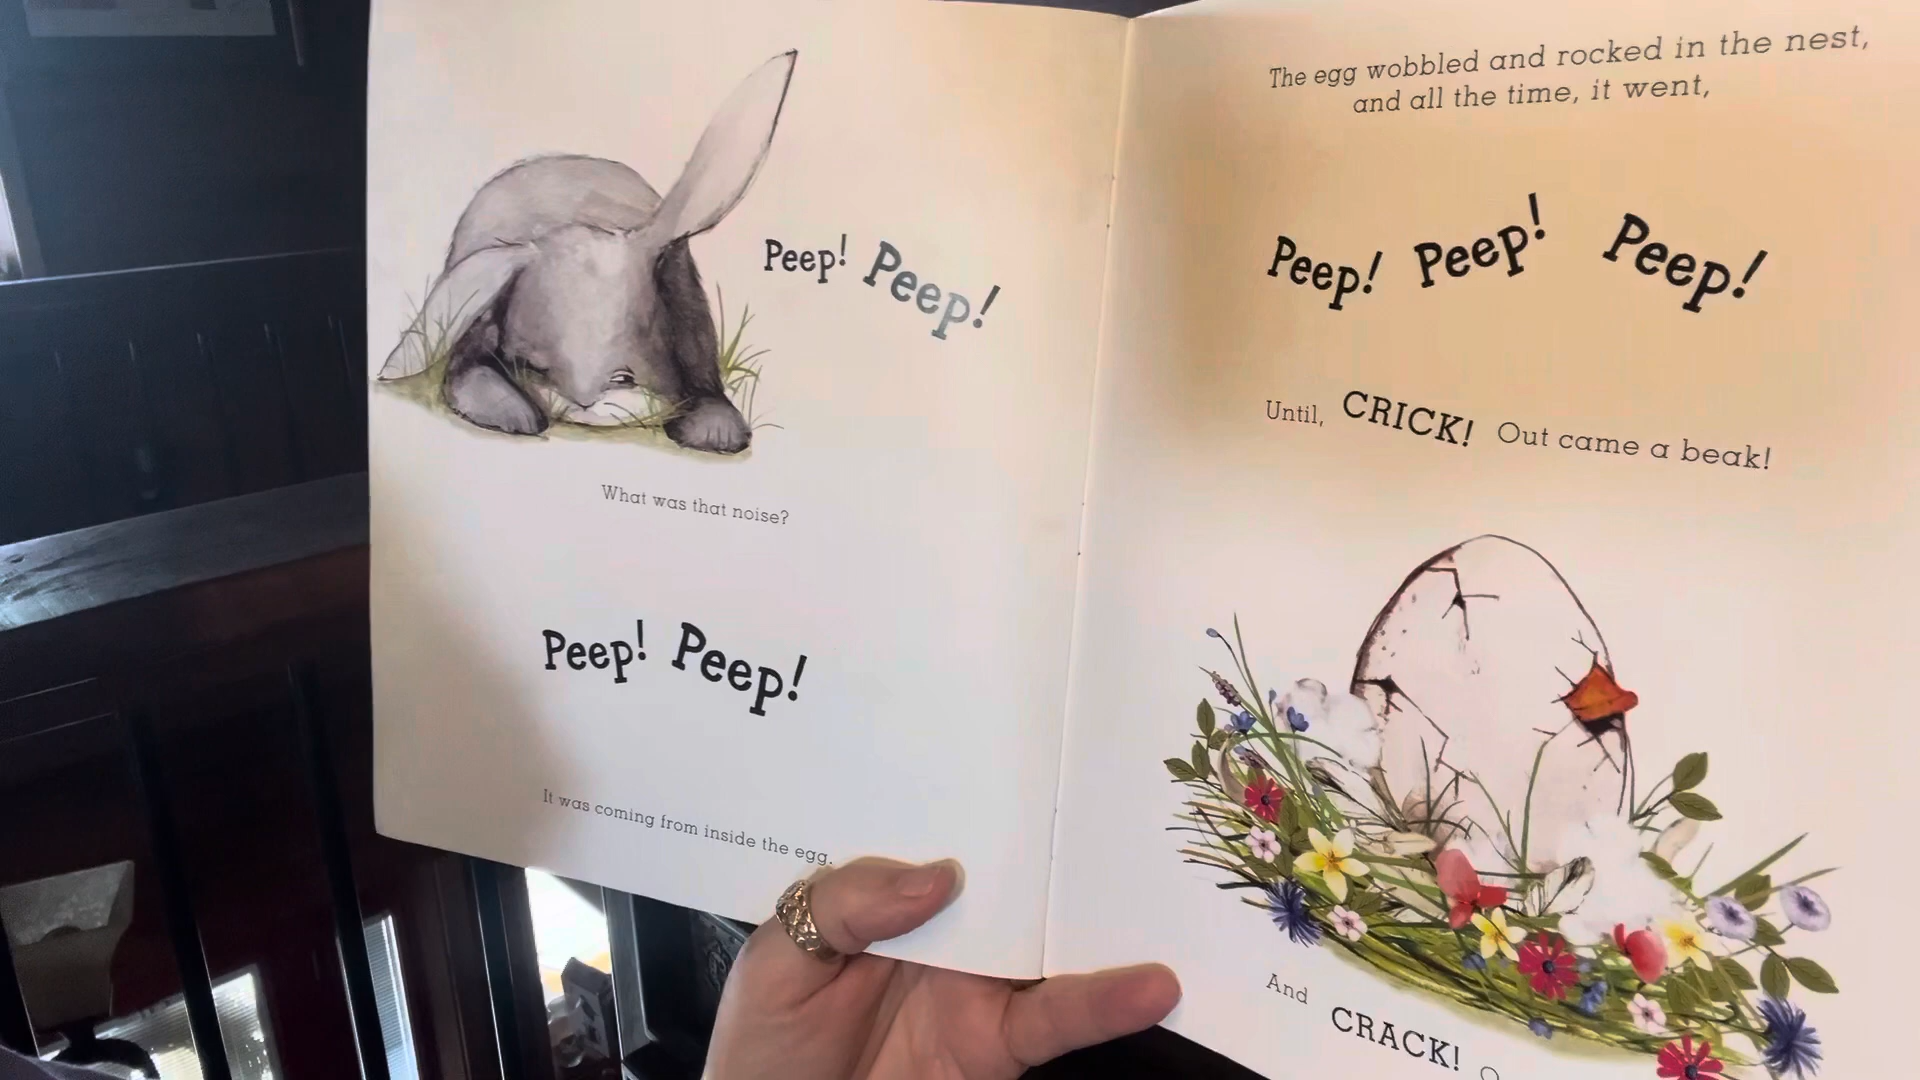 Peep! Peep!
What was that noise?
Peep! Peep!
It was coming from inside the egg.
The egg wobbled and rocked in the nest,
and all the time, it went,
Peep! Peep! Peep!
Until, CRICK! Out came a beak!
And CRACK!